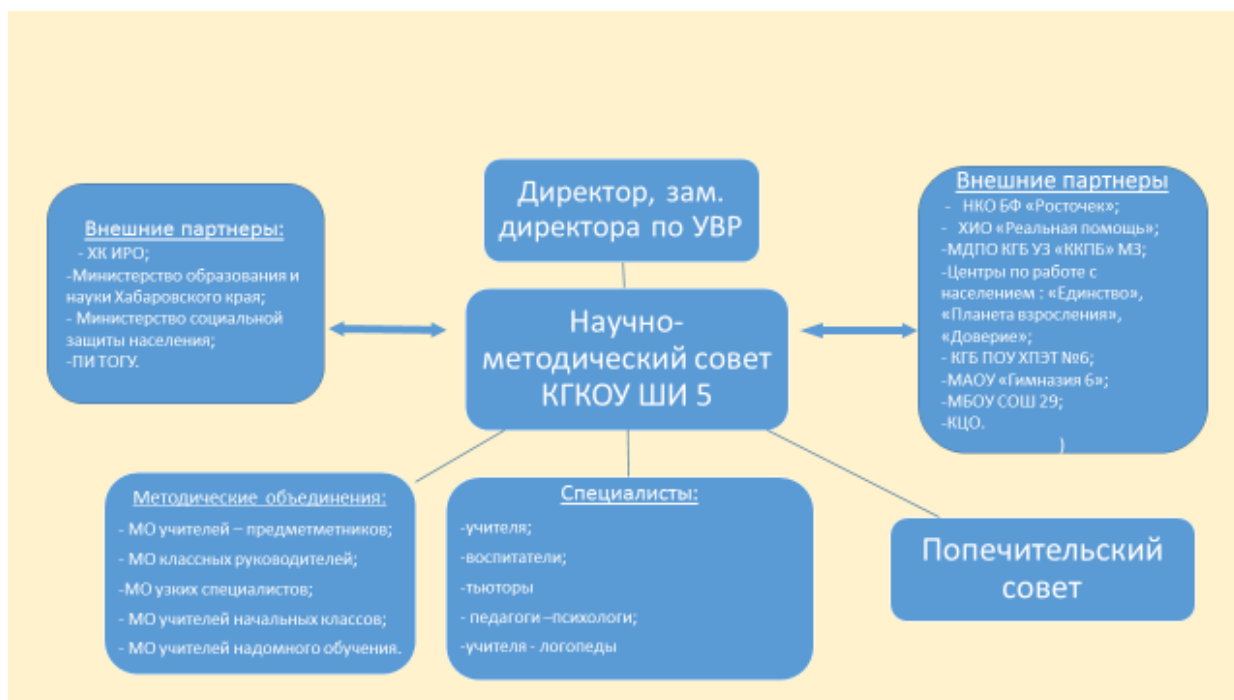 Директор, зам.
директора по УВР
Внешние партнеры:
- ХК ИРО;
-Министерство образования и
науки Хабаровского края;
- Министерство социальной
защиты населения;
-ПИ ТОГУ.
Научно-
методический совет
КГКОУ ШИ 5
Внешние партнеры
- НКО БФ «Росточек»;
- ХИО «Реальная помощь»;
-МДПО КГБ УЗ «ККПБ» МЗ;
-Центры по работе с
населением : «Единство»,
«Планета взросления»,
«Доверие»;
- КГБ ПОУ ХПЭТ №6;
-МАОУ «Гимназия 6»;
-МБОУ СОШ 29;
-КЦО.
)
Методические объединения:
- МО учителей – предметметников;
- МО классных руководителей;
-МО узких специалистов;
- МО учителей начальных классов;
- МО учителей надомного обучения.
Специалисты:
-учителя;
-воспитатели;
-тьюторы
- педагоги –психологи;
-учителя - логопеды
Попечительский
совет